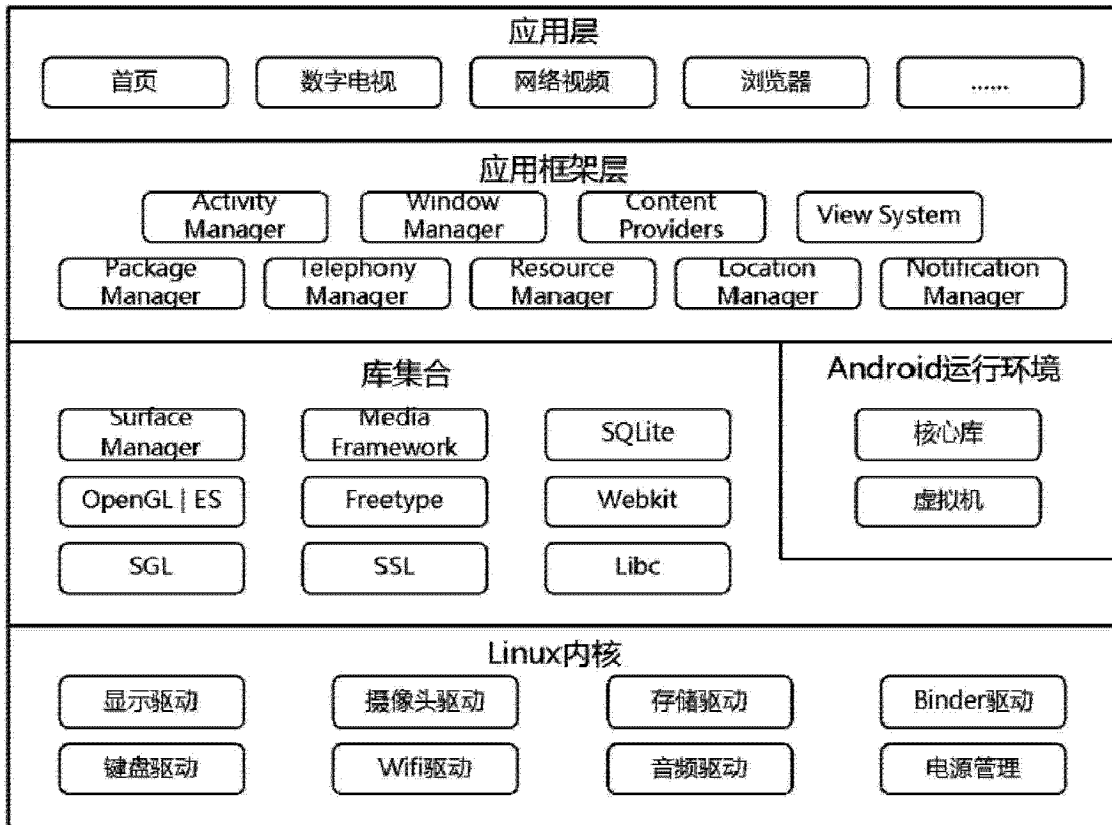 应用层
首页 数字电视 网络视频 浏览器 ......
应用框架层
Activity Manager
Window Manager
Content Providers
View System
Package Manager
Telephony Manager
Resource Manager
Location Manager
Notification Manager
库集合
Surface Manager
Media Framework
SQLite
OpenGL | ES
Freetype
Webkit
SGL
SSL
Libc
Android运行环境
核心库
虚拟机
Linux内核
显示驱动 摄像头驱动 存储驱动 Binder驱动
键盘驱动 Wifi驱动 音频驱动 电源管理